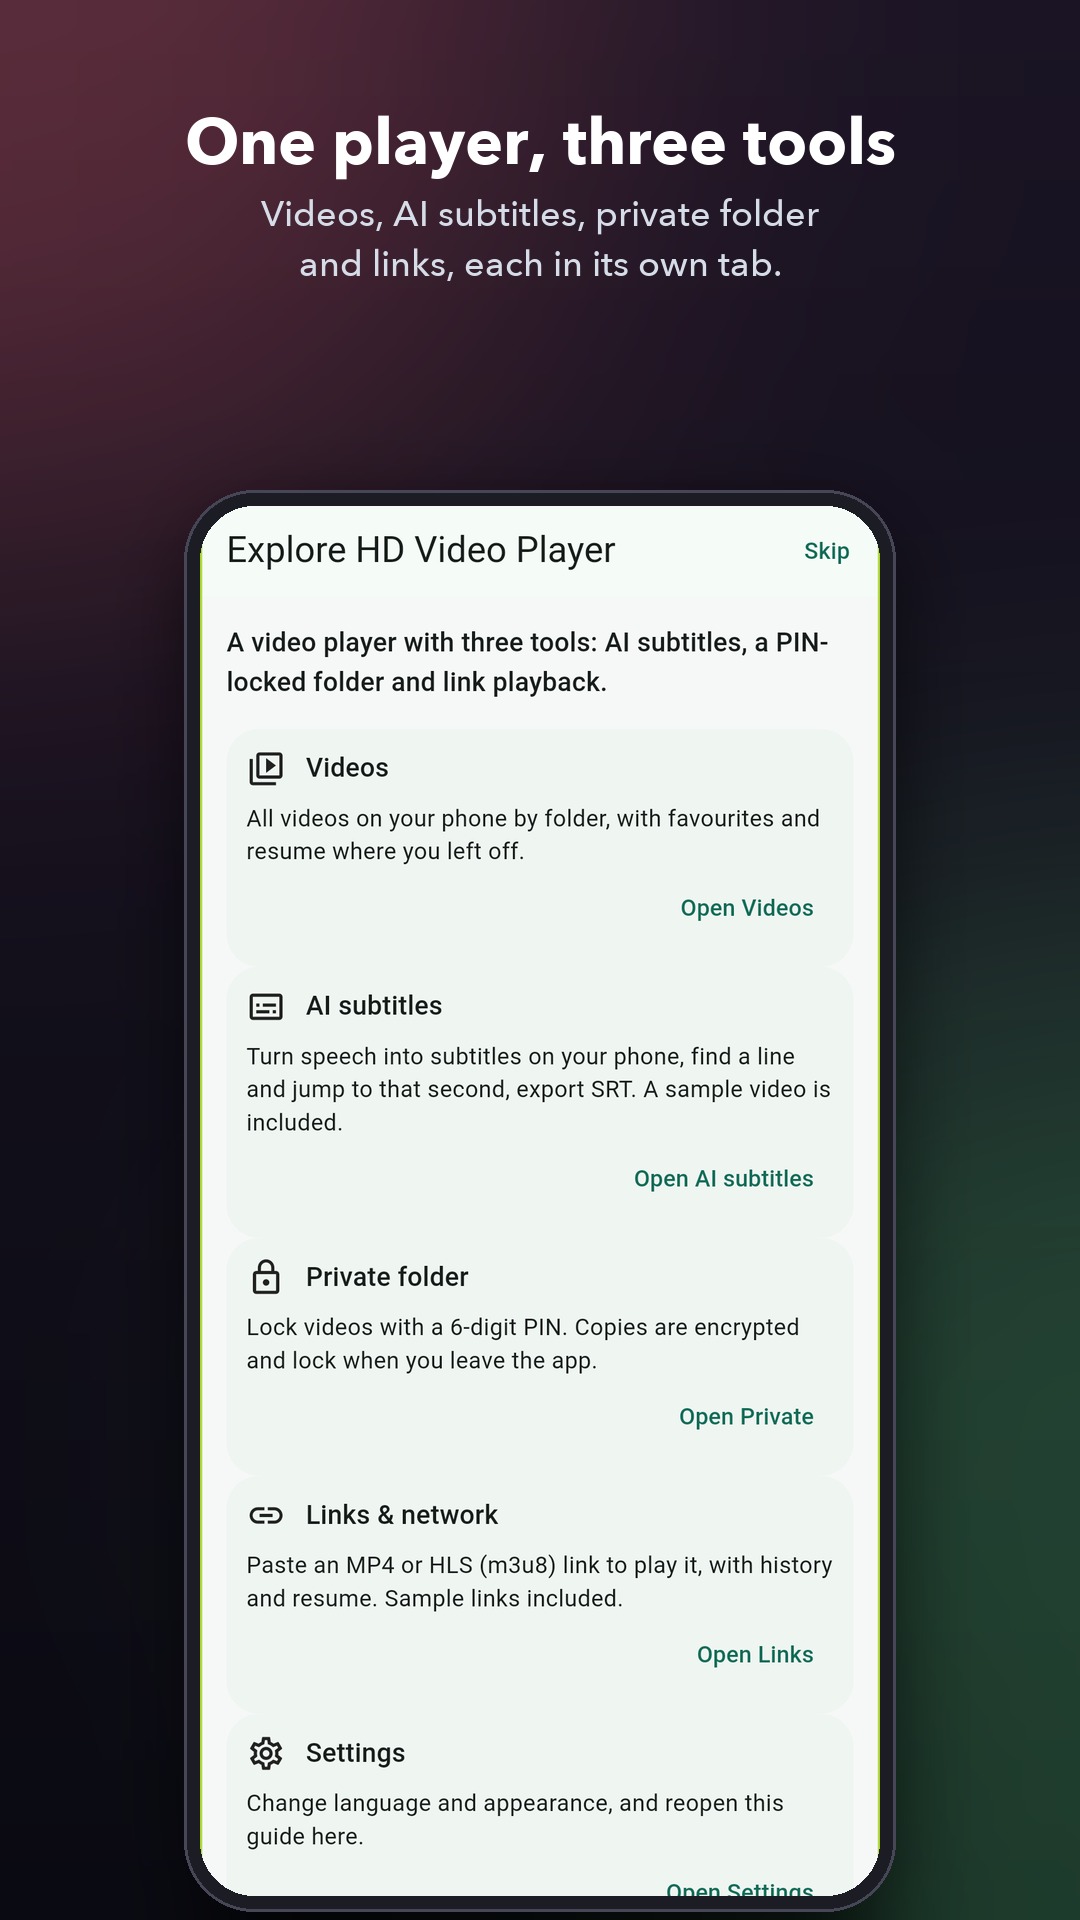 One player, three tools
Videos, AI subtitles, private folder
and links, each in its own tab.
Explore HD Video Player
Skip
A video player with three tools: AI subtitles, a PIN-
locked folder and link playback.
Videos
All videos on your phone by folder, with favourites and
resume where you left off.
Open Videos
AI subtitles
Turn speech into subtitles on your phone, find a line
and jump to that second, export SRT. A sample video is
included.
Open AI subtitles
Private folder
Lock videos with a 6-digit PIN. Copies are encrypted
and lock when you leave the app.
Open Private
Links & network
Paste an MP4 or HLS (m3u8) link to play it, with history
and resume. Sample links included.
Open Links
Settings
Change language and appearance, and reopen this
guide here.
Open Settings